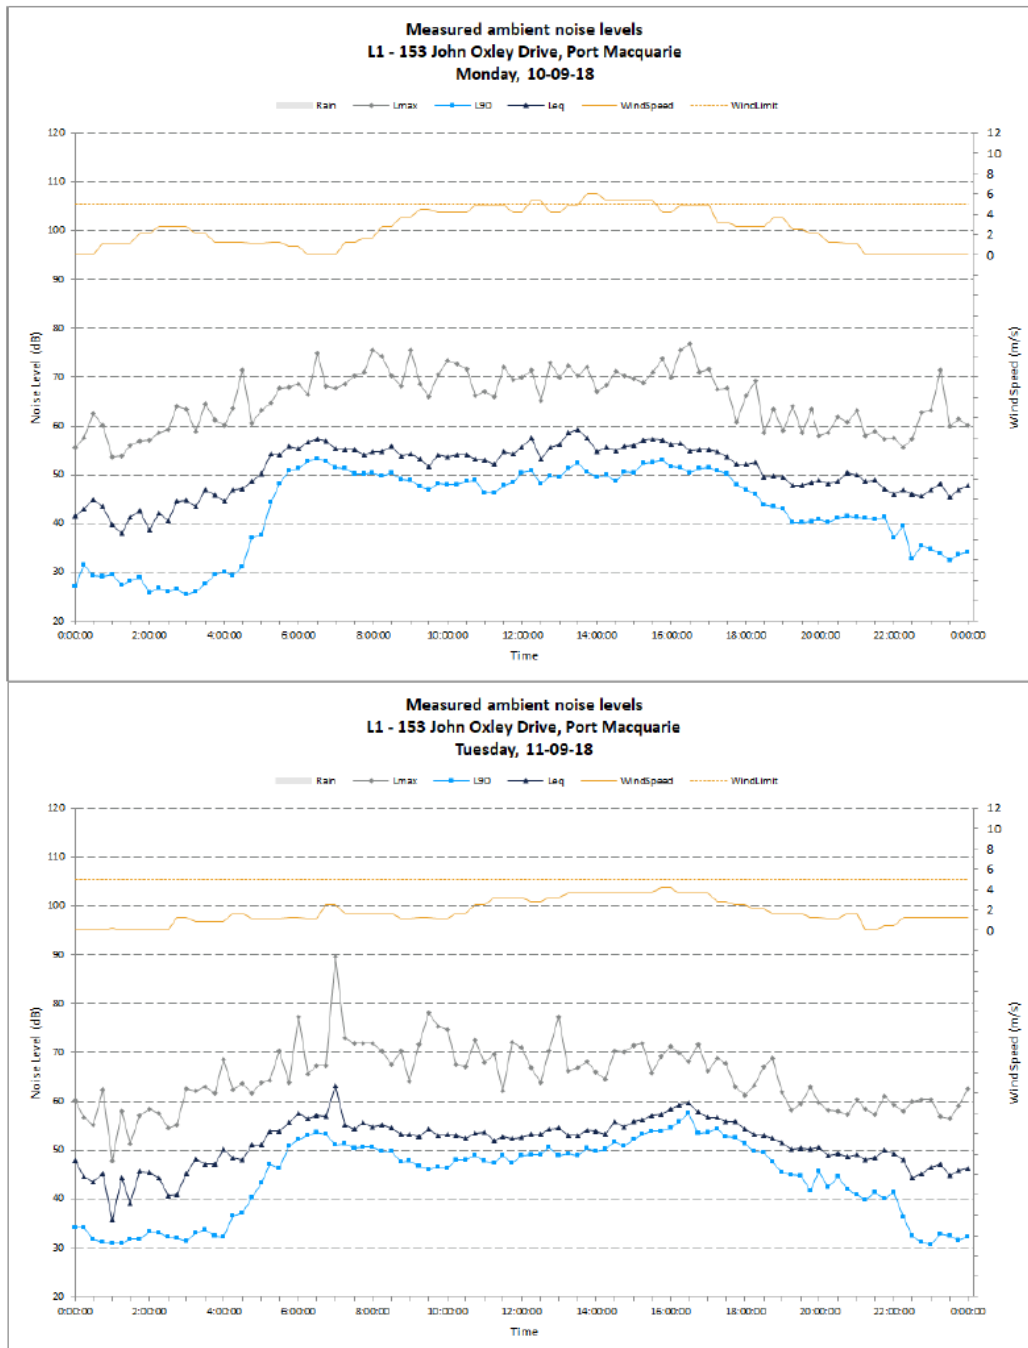 Measured ambient noise levels
L1 - 153 John Oxley Drive, Port Macquarie
Monday, 10-09-18
Rain Lmax L90 Leq WindSpeed WindLimit
120 12
10
110 8
6
100 4
2
90 0
80
70
60
50
40
30
20
Noise Level (dB)
WindSpeed (m/s)
0:00:00 2:00:00 4:00:00 6:00:00 8:00:00 10:00:00 12:00:00 14:00:00 16:00:00 18:00:00 20:00:00 22:00:00 0:00:00
Time
Measured ambient noise levels
L1 - 153 John Oxley Drive, Port Macquarie
Tuesday, 11-09-18
Rain Lmax L90 Leq WindSpeed WindLimit
120 12
10
110 8
6
100 4
2
90 0
80
70
60
50
40
30
20
Noise Level (dB)
WindSpeed (m/s)
0:00:00 2:00:00 4:00:00 6:00:00 8:00:00 10:00:00 12:00:00 14:00:00 16:00:00 18:00:00 20:00:00 22:00:00 0:00:00
Time